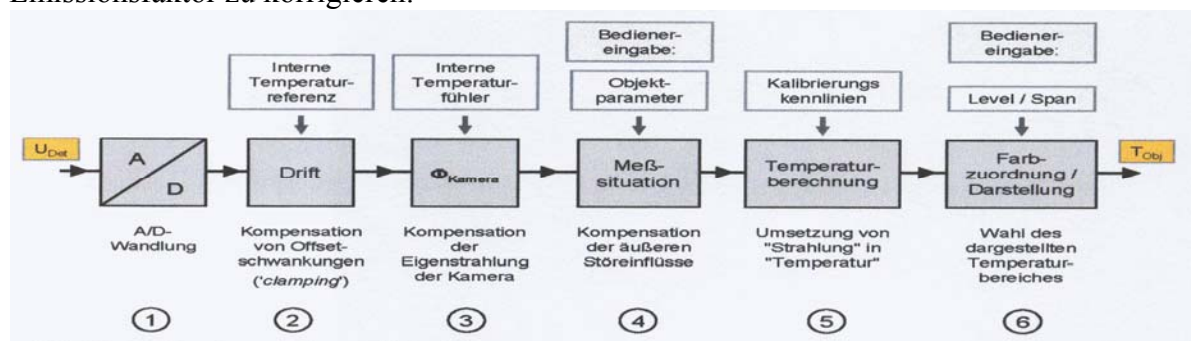 Emissionsfaktor zu korrigieren.
Bediener-
eingabe:
Bediener-
eingabe:
Interne
Temperatur-
referenz
Interne
Temperatur-
fühler
Objekt-
parameter
Kalibrierungs
kennlinien
Level / Span
U Det
A
D
Drift
Φ Kamera
Meß-
situation
Temperatur-
berechnung
Farb-
zuordnung /
Darstellung
T Obj
A/D-
Wandlung
Kompensation
von Offset-
schwankungen
('clamping')
Kompensation
der
Eigenstrahlung
der Kamera
Kompensation
der äußeren
Störeinflüsse
Umsetzung von
"Strahlung" in
"Temperatur"
Wahl des
dargestellten
Temperatur-
bereiches
1
2
3
4
5
6